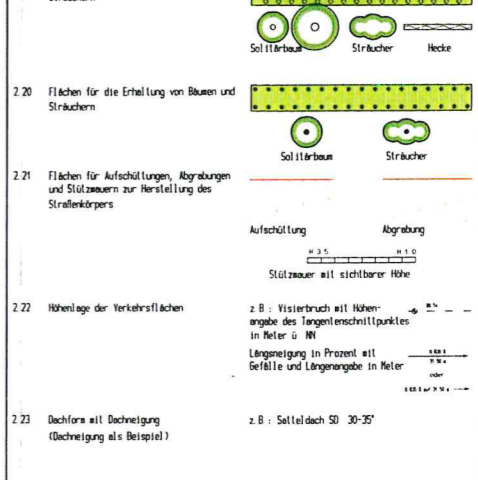 Solitärbaum Sträucher Hecke
2.20 Flächen für die Erhaltung von Bäumen und
Sträuchern
Solitärbaum Sträucher
2.21 Flächen für Aufschüttungen, Abgrabungen
und Stützmauern zur Herstellung des
Straßenkörpers
Aufschüttung Abgrabung
H 3.5 H 1.0
Stützmauer mit sichtbarer Höhe
2.22 Höhenlage der Verkehrsflächen
z.B.: Visierbruch mit Höhen-
angabe des Tangentenschnittpunktes
in Meter ü. NN
Längsneigung in Prozent mit
Gefälle und Längenangabe in Meter
oder
2.23 Dachform mit Dachneigung
(Dachneigung als Beispiel)
z.B.: Satteldach SD 30-35°